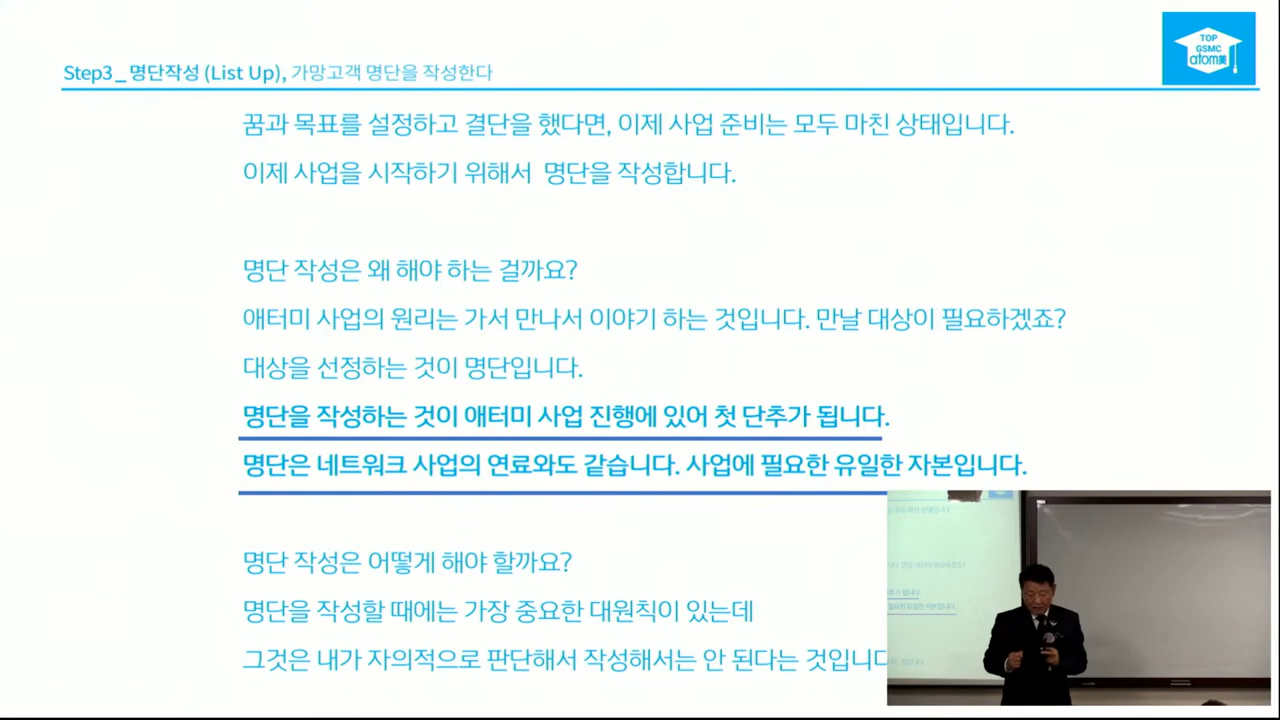 Step3 _ 명단작성 (List Up), 가망고객 명단을 작성한다
TOP
GSMC
atom美
꿈과 목표를 설정하고 결단을 했다면, 이제 사업 준비는 모두 마친 상태입니다.
이제 사업을 시작하기 위해서 명단을 작성합니다.
명단 작성은 왜 해야 하는 걸까요?
애터미 사업의 원리는 가서 만나서 이야기 하는 것입니다. 만날 대상이 필요하겠죠?
대상을 선정하는 것이 명단입니다.
명단을 작성하는 것이 애터미 사업 진행에 있어 첫 단추가 됩니다.
명단은 네트워크 사업의 연료와도 같습니다. 사업에 필요한 유일한 자본입니다.
명단 작성은 어떻게 해야 할까요?
명단을 작성할 때에는 가장 중요한 대원칙이 있는데
그것은 내가 자의적으로 판단해서 작성해서는 안 된다는 것입니다